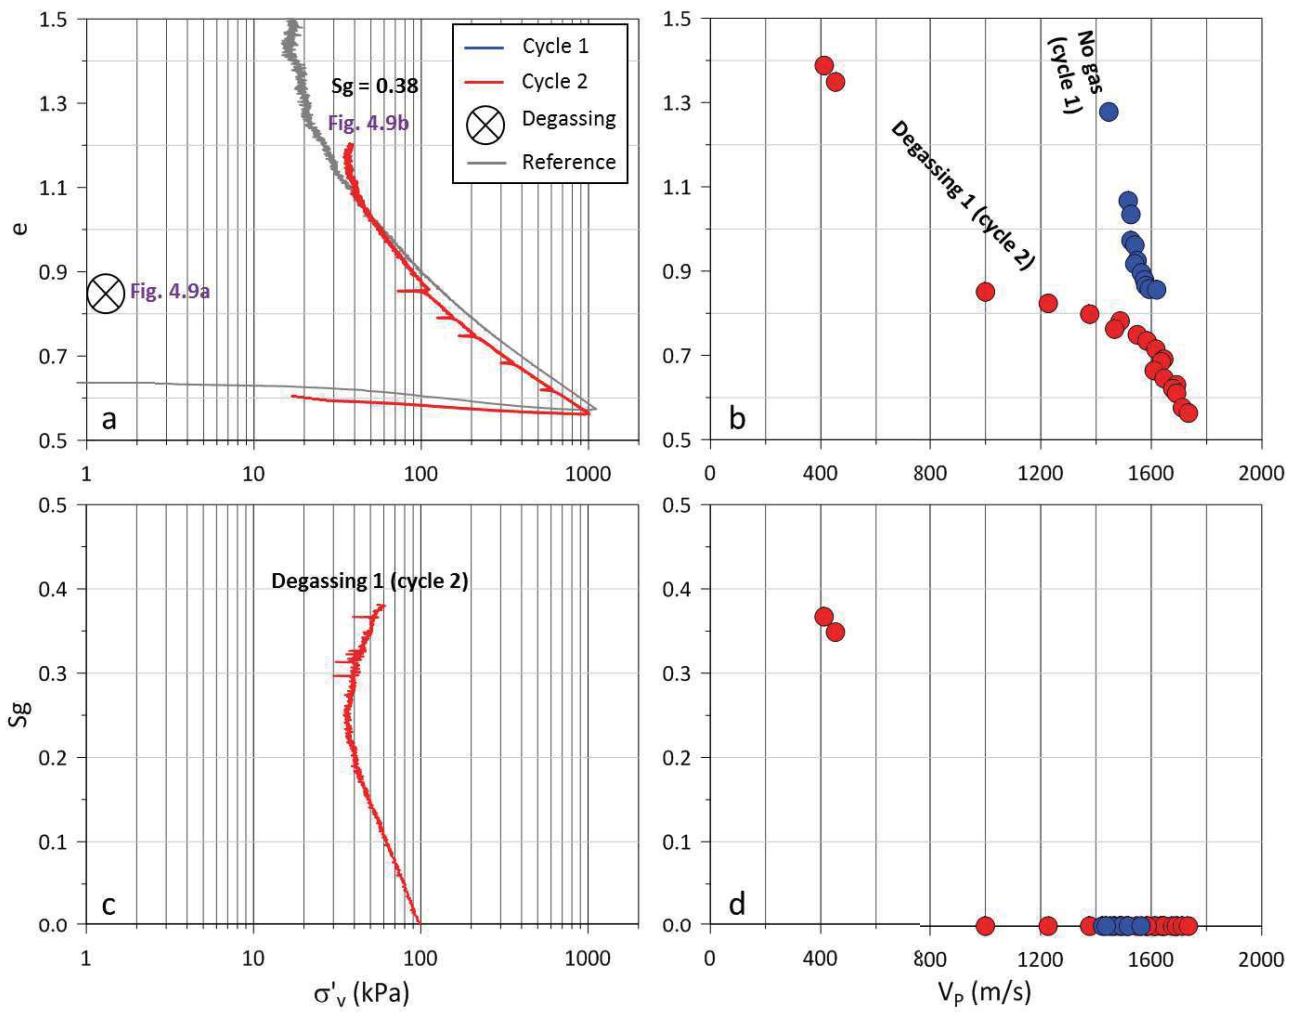 1.5
1.3
1.1
0.9
0.7
0.5
e
Sg = 0.38
Fig. 4.9b
Fig. 4.9a
Cycle 1
Cycle 2
Degassing
Reference
a
1
10
100
1000
1.5
1.3
1.1
0.9
0.7
0.5
No gas
(cycle 1)
Degassing 1 (cycle 2)
b
0
400
800
1200
1600
2000
0.5
0.4
0.3
0.2
0.1
0.0
Sg
Degassing 1 (cycle 2)
c
1
10
100
1000
σ'v (kPa)
0.5
0.4
0.3
0.2
0.1
0.0
d
0
400
800
1200
1600
2000
VP (m/s)